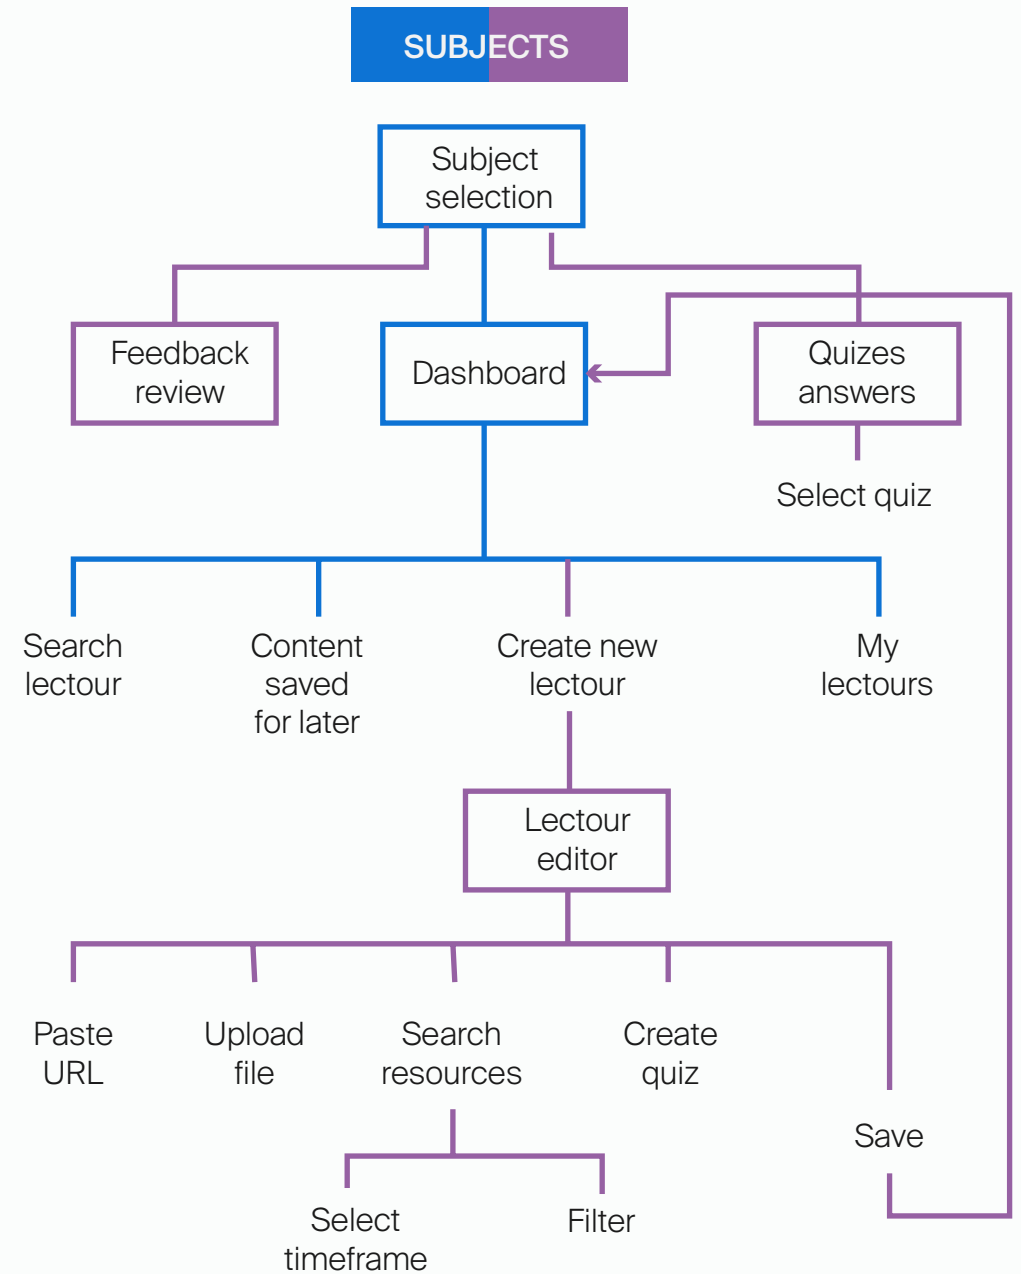 SUBJECTS
Subject
selection
Feedback
review
Dashboard
Quizes
answers
Select quiz
Search
lectour
Content
saved
for later
Create new
lectour
My
lectours
Lectour
editor
Paste
URL
Upload
file
Search
resources
Create
quiz
Save
Select
timeframe
Filter